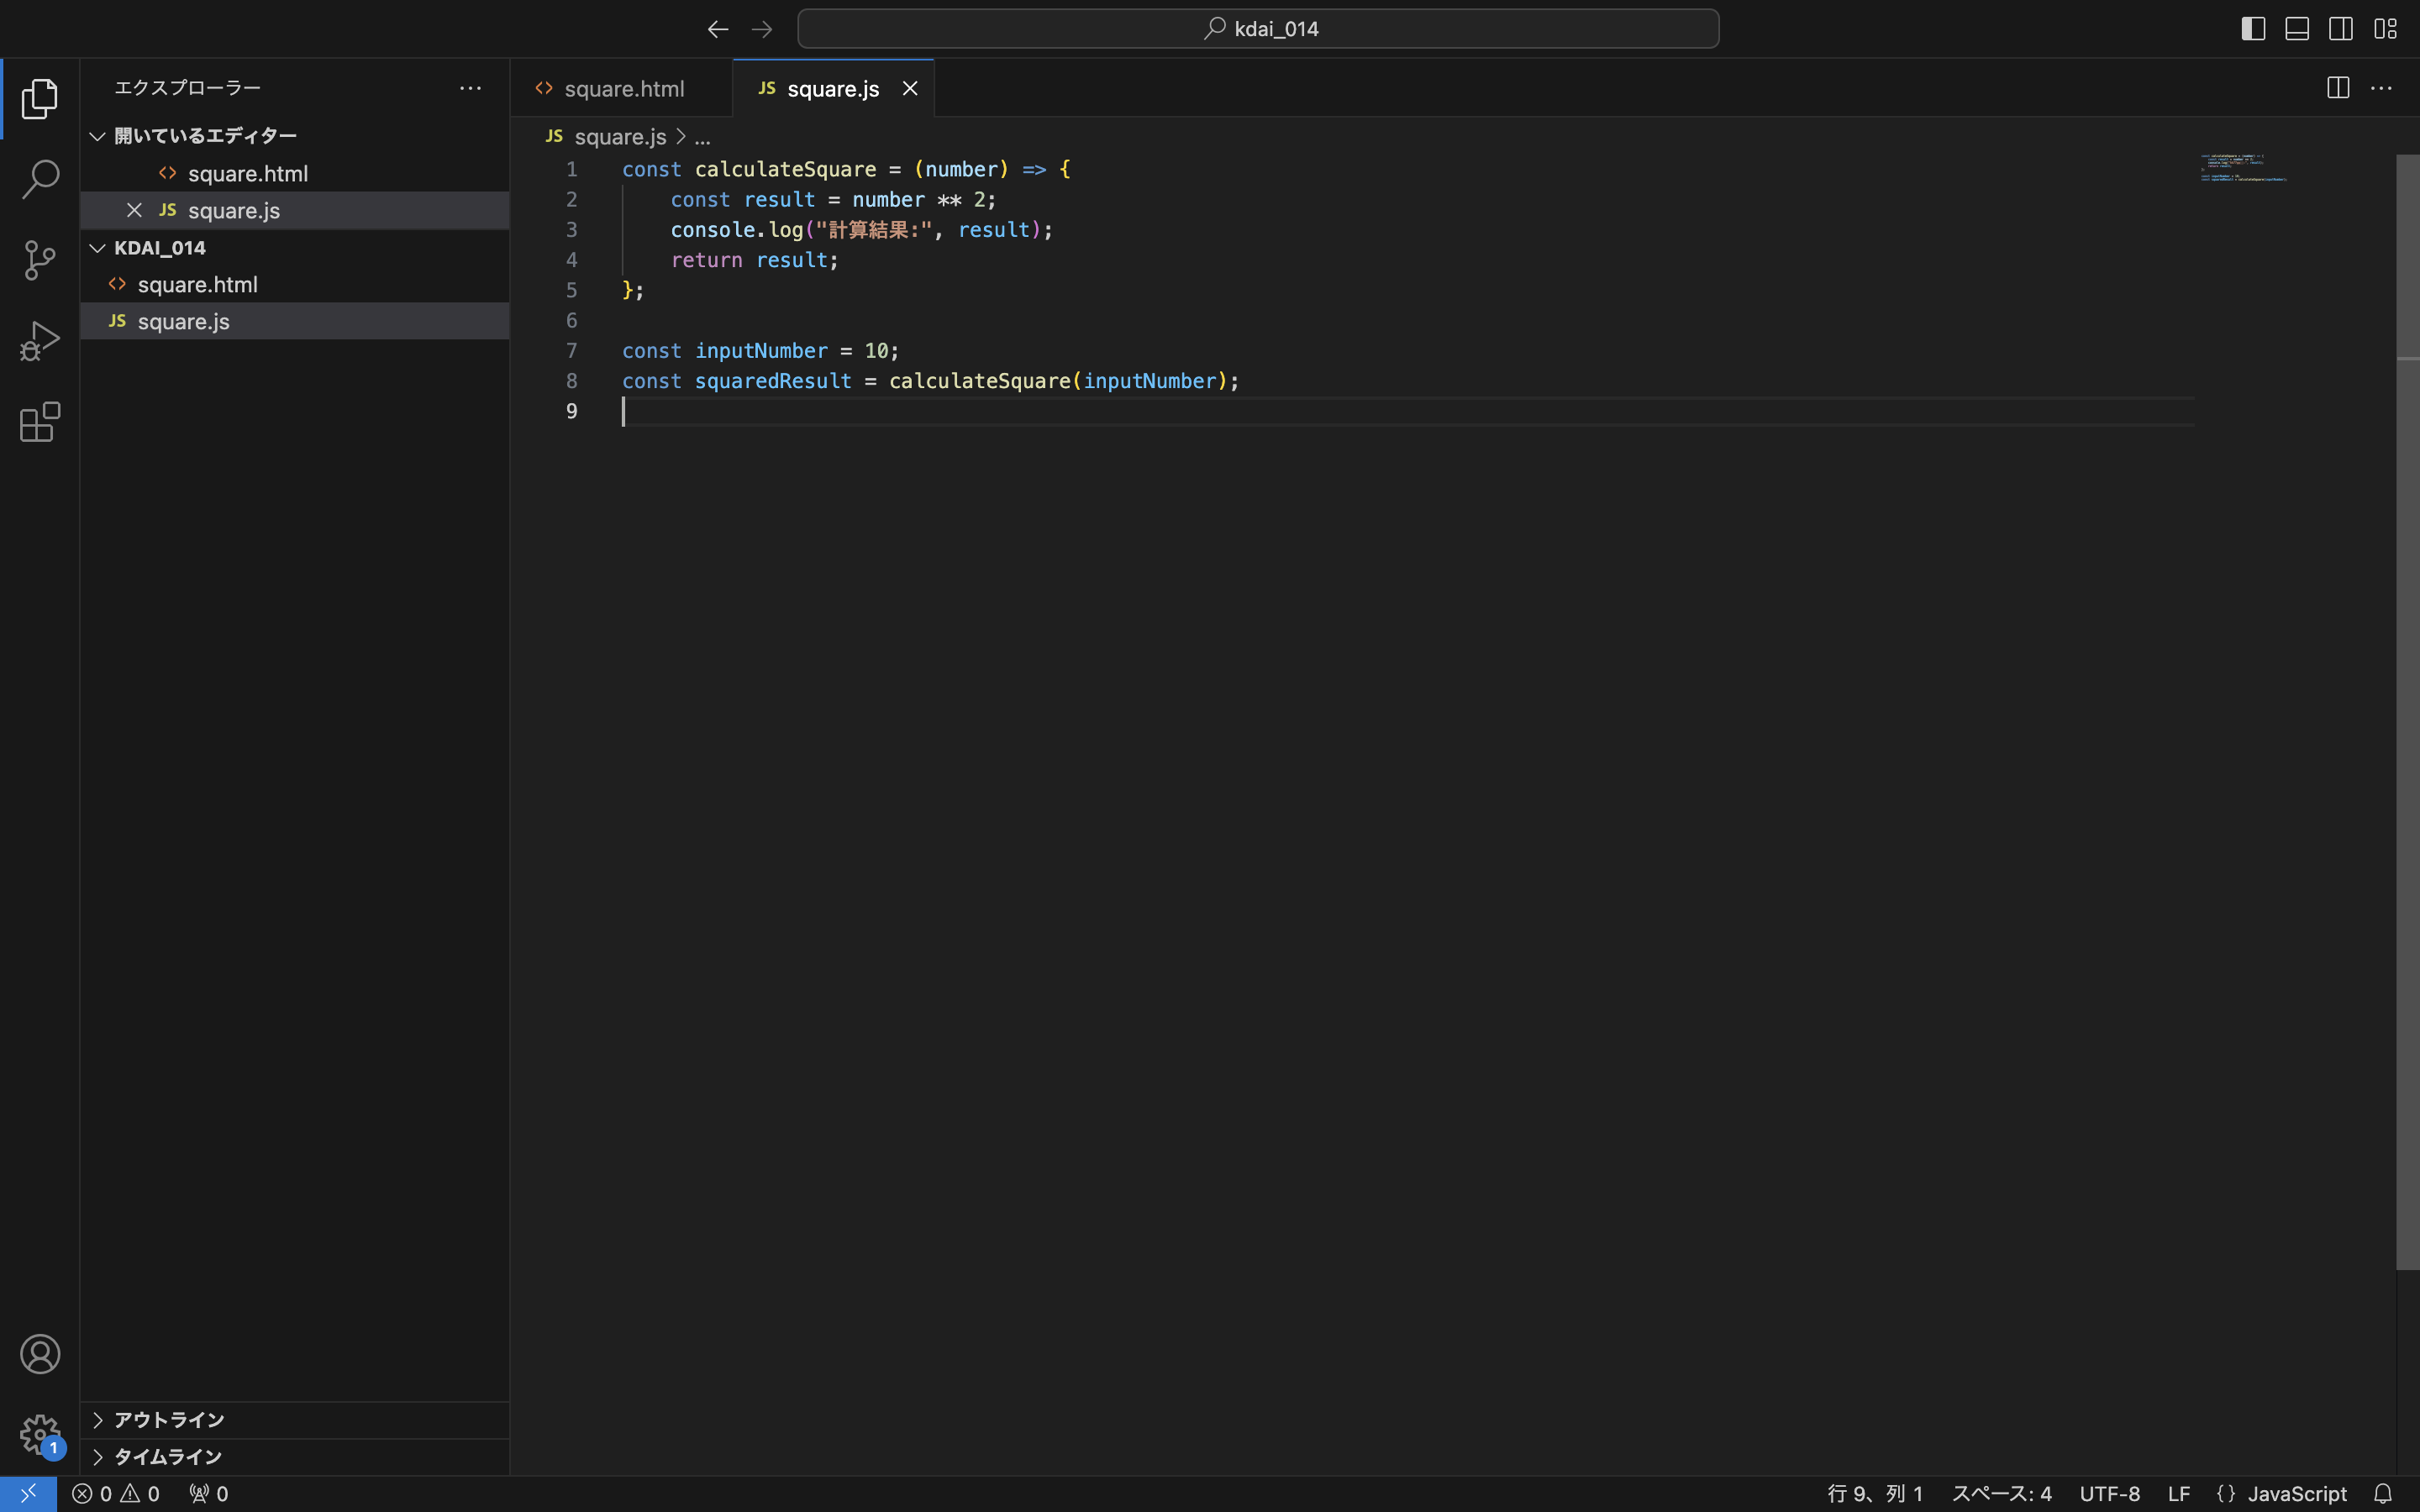 kdai_014
エクスプローラー
square.html
JS square.js
開いているエディター
square.html
JS square.js
KDAI_014
square.html
JS square.js
JS square.js > ...
1 const calculateSquare = (number) => {
2 const result = number ** 2;
3 console.log("計算結果:", result);
4 return result;
5 };
6
7 const inputNumber = 10;
8 const squaredResult = calculateSquare(inputNumber);
9
アウトライン
タイムライン
1
0 0 0
行 9、列 1 スペース: 4 UTF-8 LF {} JavaScript